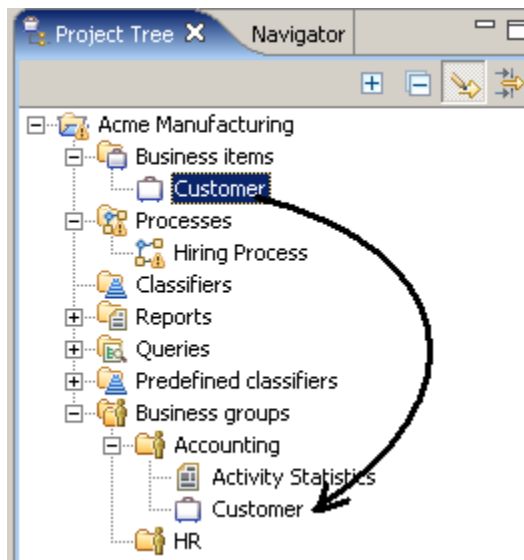 Project Tree Navigator
Acme Manufacturing
Business items
Customer
Processes
Hiring Process
Classifiers
Reports
Queries
Predefined classifiers
Business groups
Accounting
Activity Statistics
Customer
HR